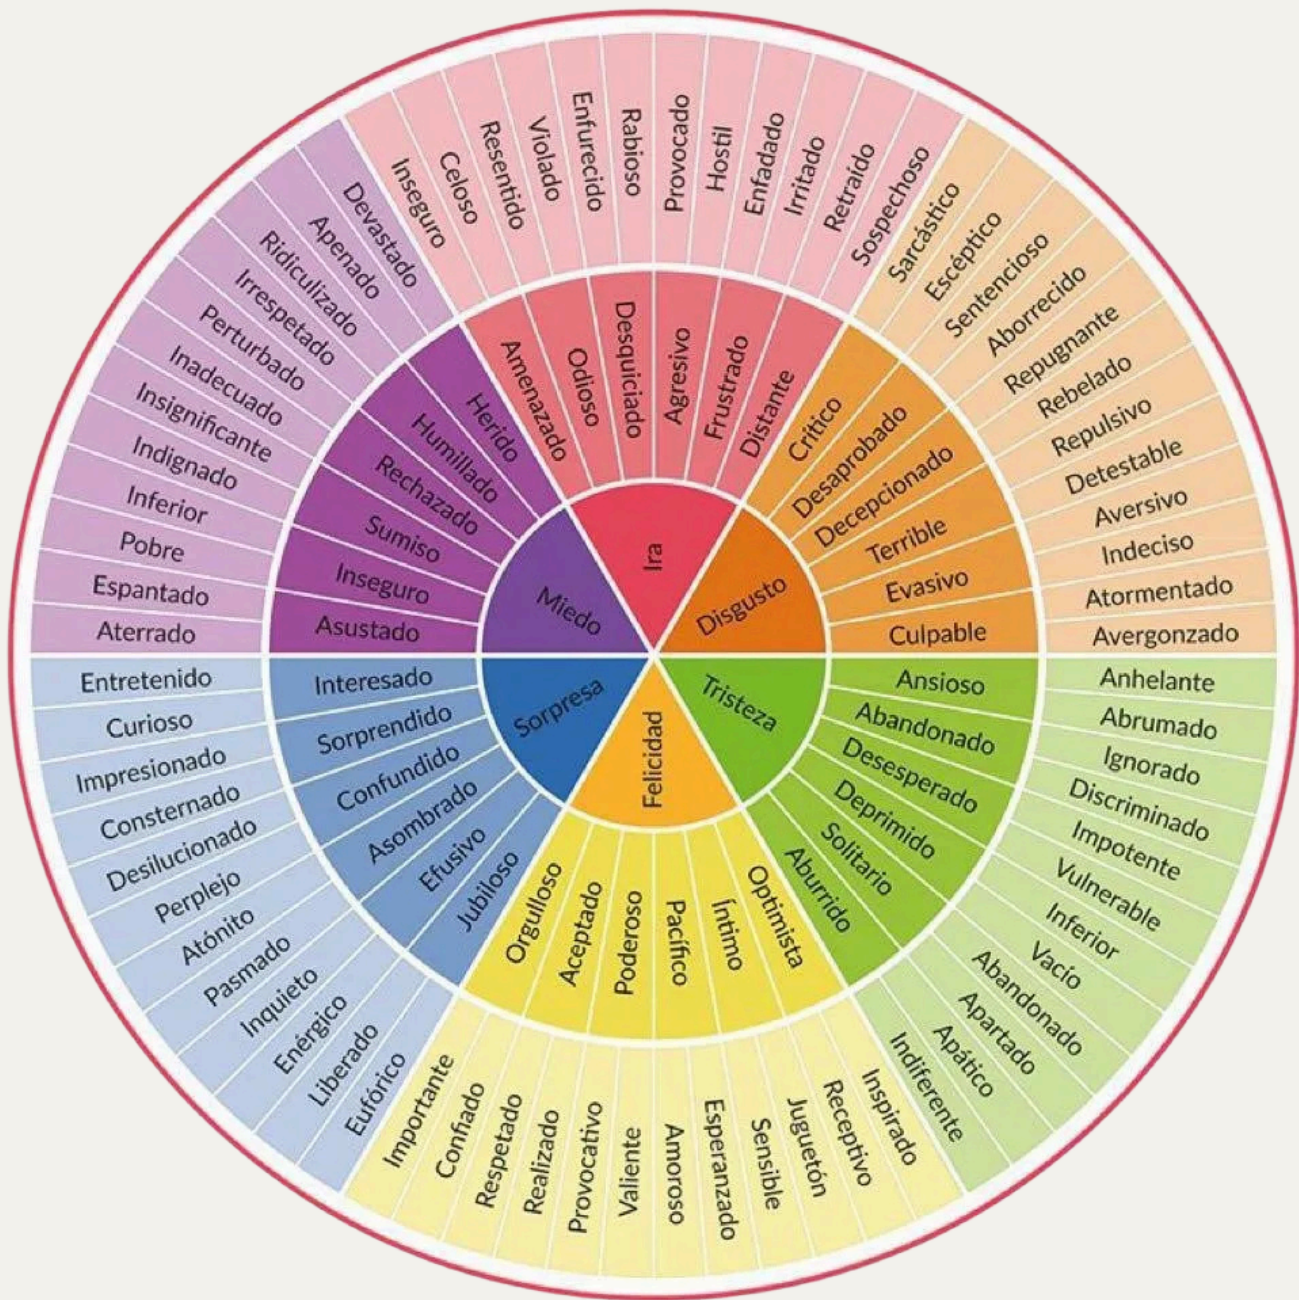 Ira
Disgusto
Tristeza
Felicidad
Sorpresa
Miedo
Amenazado
Odioso
Desquiciado
Agresivo
Frustrado
Distante
Crítico
Desaprobado
Decepcionado
Terrible
Evasivo
Culpable
Ansioso
Abandonado
Desesperado
Deprimido
Solitario
Aburrido
Optimista
Íntimo
Pacífico
Poderoso
Aceptado
Orgulloso
Jubiloso
Efusivo
Asombrado
Confundido
Sorprendido
Interesado
Asustado
Inseguro
Sumiso
Rechazado
Humillado
Herido
Inseguro
Celoso
Resentido
Violado
Enfurecido
Rabioso
Provocado
Hostil
Enfadado
Irritado
Retraído
Sospechoso
Sarcástico
Escéptico
Sentencioso
Aborrecido
Repugnante
Rebelado
Repulsivo
Detestable
Aversivo
Indeciso
Atormentado
Avergonzado
Anhelante
Abrumado
Ignorado
Discriminado
Impotente
Vulnerable
Inferior
Vacío
Abandonado
Apartado
Apático
Indiferente
Inspirado
Receptivo
Juguetón
Sensible
Esperanzado
Amoroso
Valiente
Provocativo
Realizado
Respetado
Confiado
Importante
Eufórico
Liberado
Enérgico
Inquieto
Pasmado
Atónito
Perplejo
Desilucionado
Consternado
Impresionado
Curioso
Entretenido
Aterrado
Espantado
Pobre
Inferior
Indignado
Insignificante
Inadecuado
Perturbado
Irrespetado
Ridiculizado
Apenado
Devastado